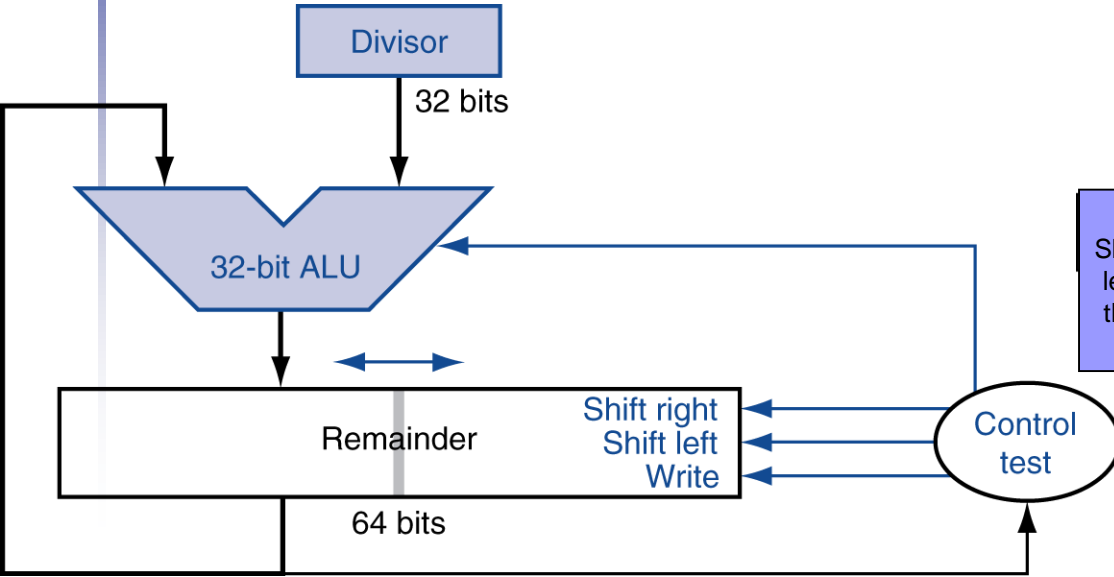 Divisor
32 bits
32-bit ALU
Shift right
Remainder
Shift left
Write
Control
test
64 bits